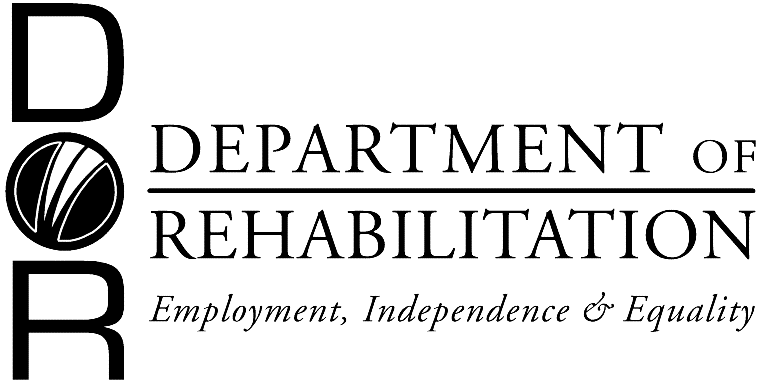 DOR
DEPARTMENT OF
REHABILITATION
Employment, Independence & Equality